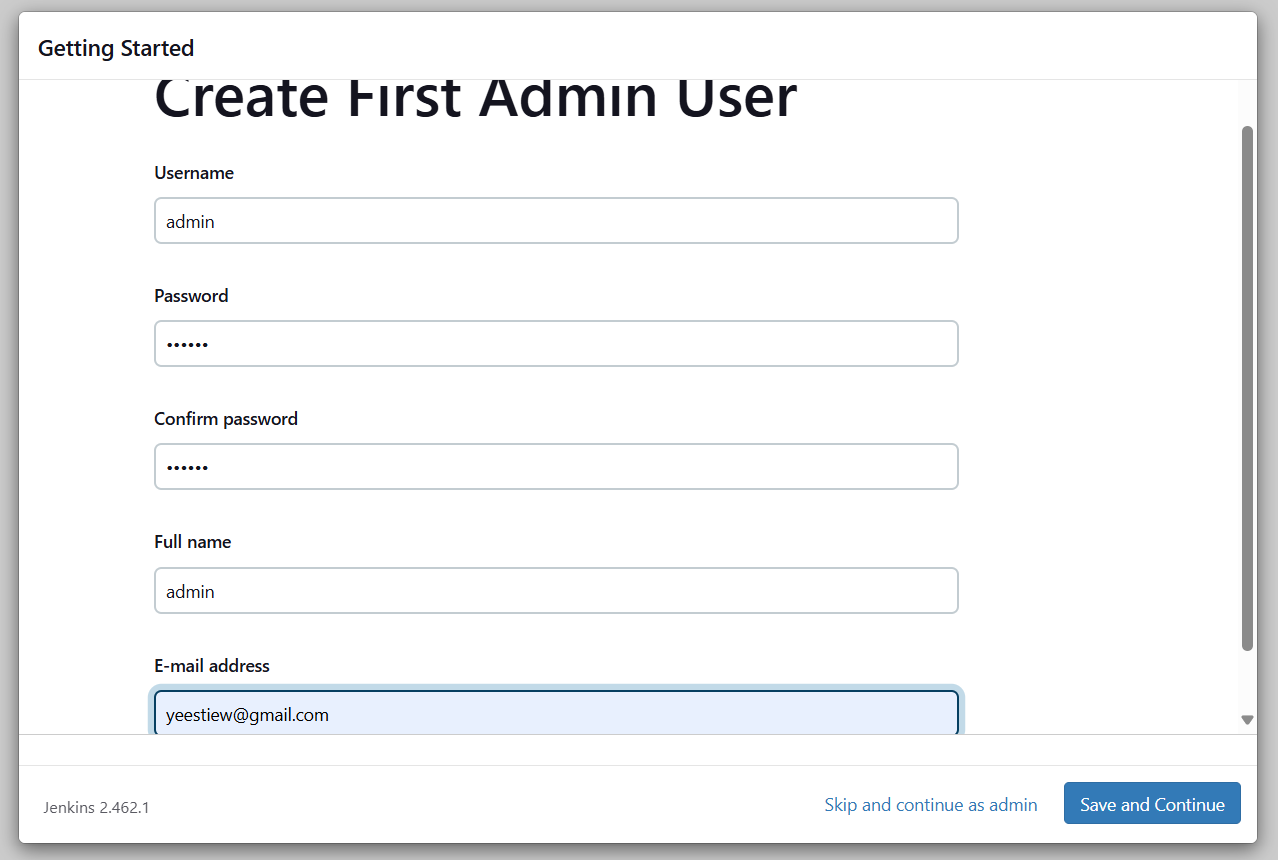 Getting Started
Create First Admin User
Username
admin
Password
••••••
Confirm password
••••••
Full name
admin
E-mail address
yeestiew@gmail.com
Jenkins 2.462.1
Skip and continue as admin
Save and Continue